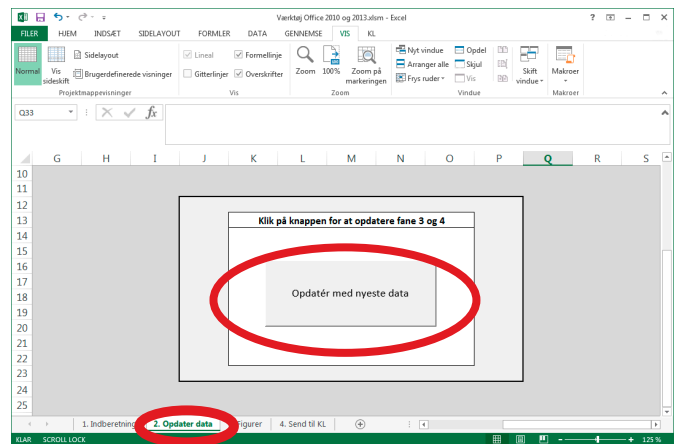 Værktøj Office 2010 og 2013.xlsm - Excel
FILER HJEM INDSÆT SIDELAYOUT FORMLER DATA GENNEMSE VIS KL
Normal
Vis sideskift
Sidelayout
Brugerdefinerede visninger
Projektmappevisninger
Lineal
Formellinje
Gitterlinjer
Overskrifter
Vis
Zoom
100%
Zoom på markeringen
Zoom
Nyt vindue
Arranger alle
Frys ruder
Opdel
Skjul
Vis
Skift vindue
Vindue
Makroer
Makroer
Q33
fx
G H I J K L M N O P Q R S
10
11
12
13 Klik på knappen for at opdatere fane 3 og 4
14
15
16
17
18 Opdatér med nyeste data
19
20
21
22
23
24
25
1. Indberetning 2. Opdater data Figurer 4. Send til KL
KLAR SCROLL LOCK 125 %